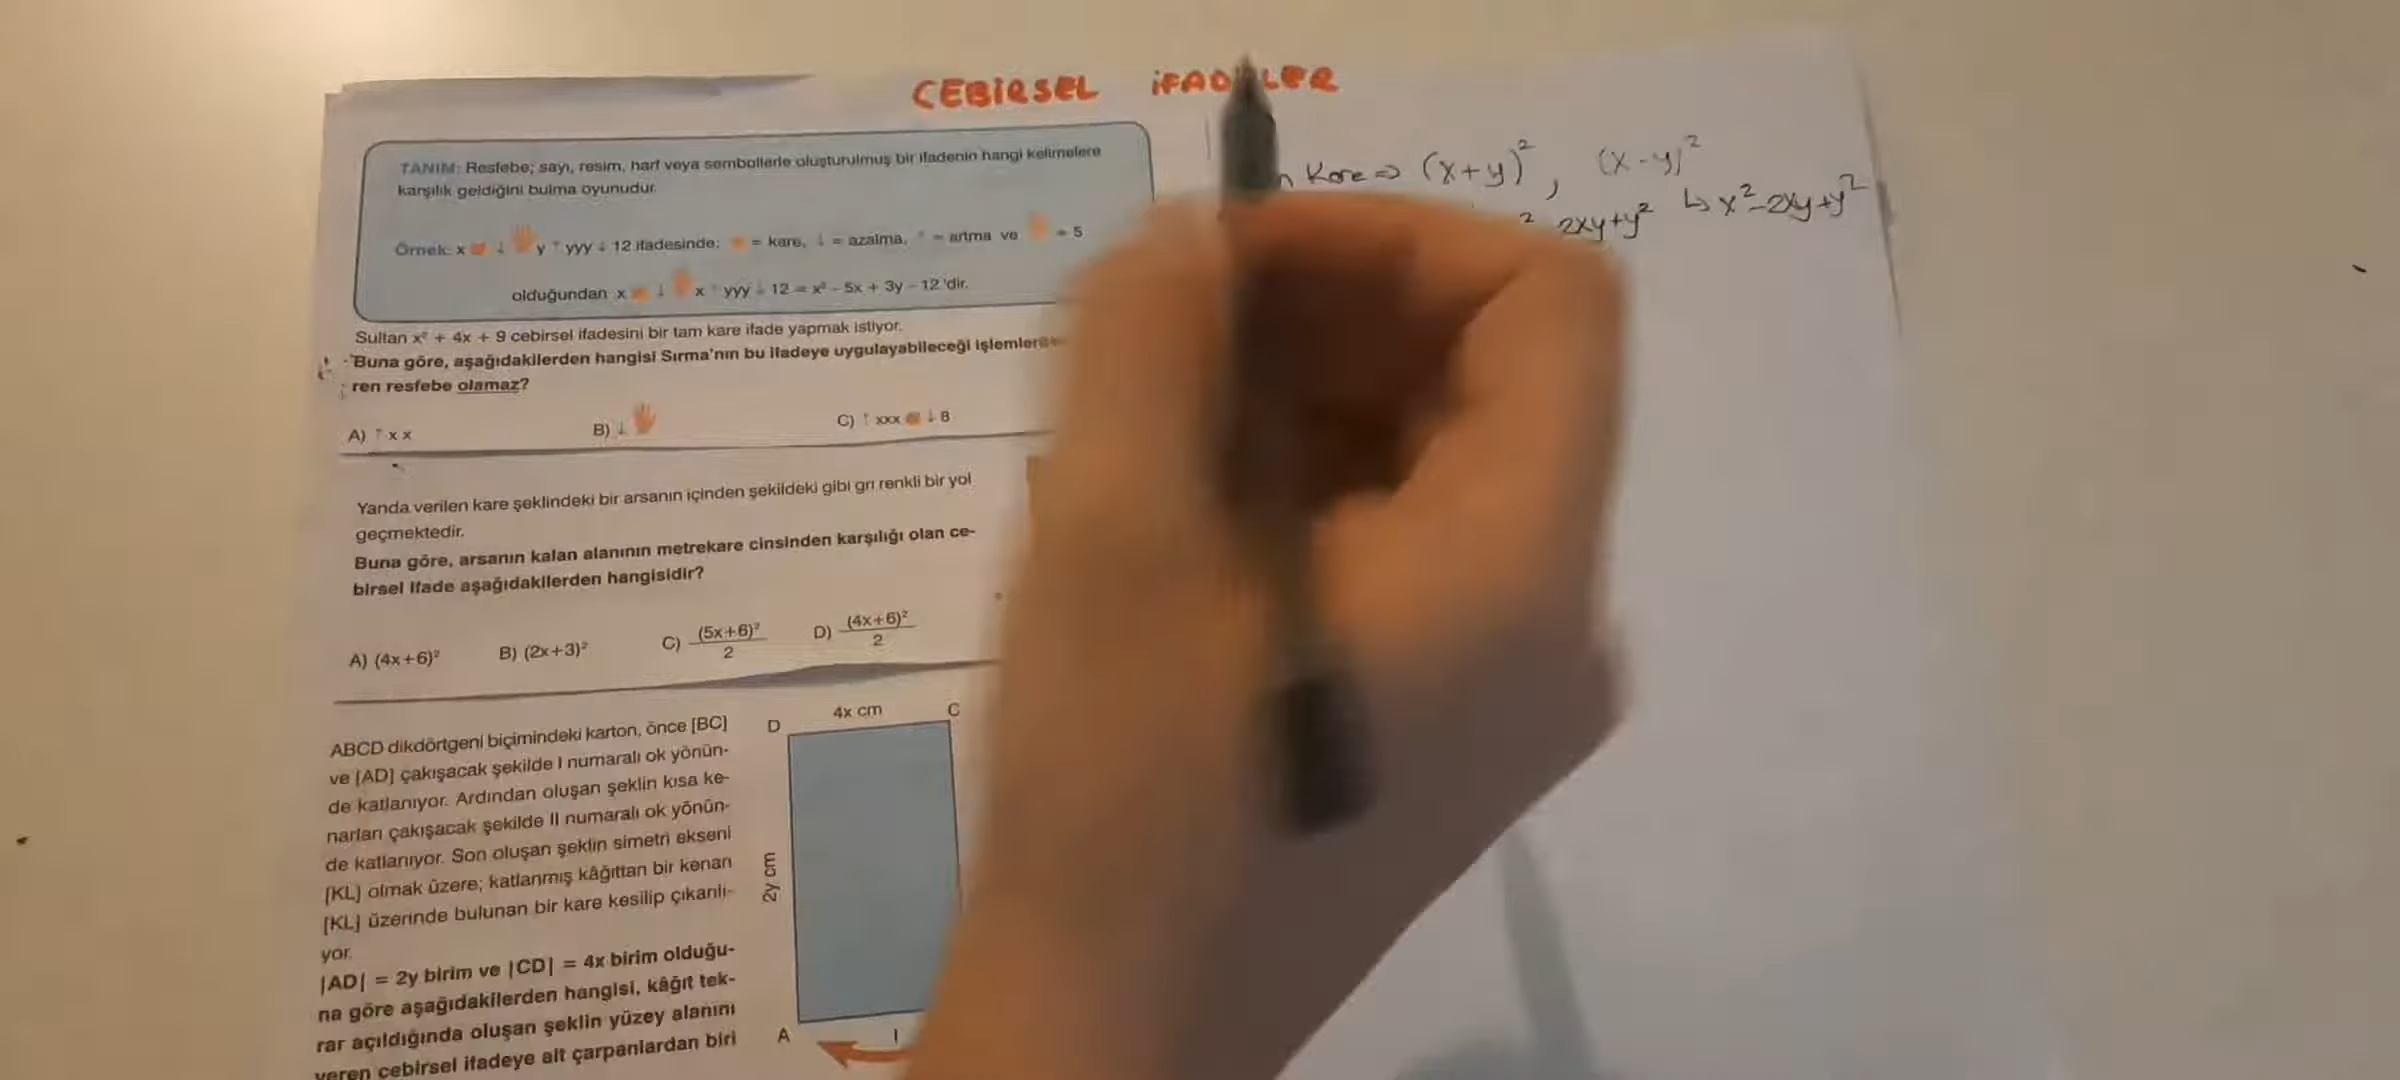 CEBİRSEL İFADELER
TANIM: Resfebe; sayı, resim, harf veya sembollerle oluşturulmuş bir ifadenin hangi kelimelere
karşılık geldiğini bulma oyunudur.
Örnek: x ↓ y ↑ yyy ↓ 12 ifadesinde; = kare, ↓ = azalma, ↑ = artma ve = 5
olduğundan x ↓ x ↑ yyy ↓ 12 = x² - 5x + 3y - 12 'dir.
Sultan x² + 4x + 9 cebirsel ifadesini bir tam kare ifade yapmak istiyor.
Buna göre, aşağıdakilerden hangisi Sırma'nın bu ifadeye uygulayabileceği
ren resfebe olamaz?
A) ↑ x x
B) ↓
C) ↑ xxx ↓ 8
Yanda verilen kare şeklindeki bir arsanın içinden şekildeki gibi gri renkli bir yol
geçmektedir.
Buna göre, arsanın kalan alanının metrekare cinsinden karşılığı olan ce-
birsel ifade aşağıdakilerden hangisidir?
A) (4x+6)²
B) (2x+3)²
C) (5x+6)²/2
D) (4x+6)²/2
ABCD dikdörtgeni biçimindeki karton, önce [BC]
ve [AD] çakışacak şekilde I numaralı ok yönün-
de katlanıyor. Ardından oluşan şeklin kısa ke-
narları çakışacak şekilde II numaralı ok yönün-
de katlanıyor. Son oluşan şeklin simetri ekseni
[KL] olmak üzere; katlanmış kâğıttan bir kenarı
[KL] üzerinde bulunan bir kare kesilip çıkarılı-
yor.
|AD| = 2y birim ve |CD| = 4x birim olduğu-
na göre aşağıdakilerden hangisi, kâğıt tek-
rar açıldığında oluşan şeklin yüzey alanını
veren cebirsel ifadeye ait çarpanlardan biri
D
4x cm
C
2y cm
A
I
Kare => (x+y)², (x-y)²
2xy+y² ↳ x²-2xy+y²